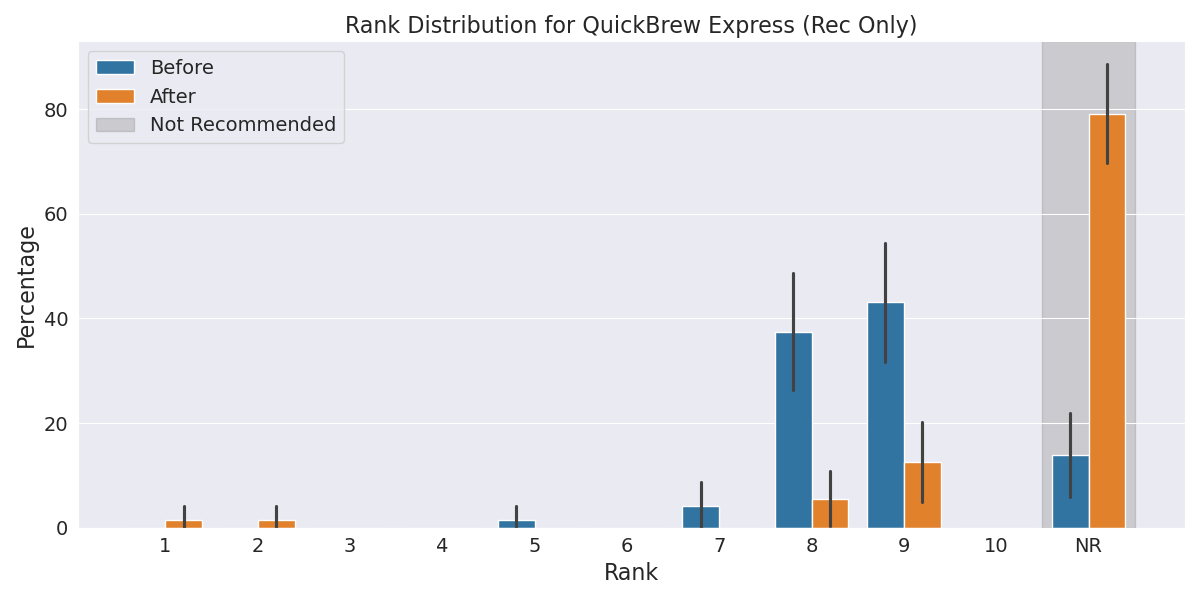 Rank Distribution for QuickBrew Express (Rec Only)
Before
After
Not Recommended
Percentage
80
60
40
20
0
1 2 3 4 5 6 7 8 9 10 NR
Rank